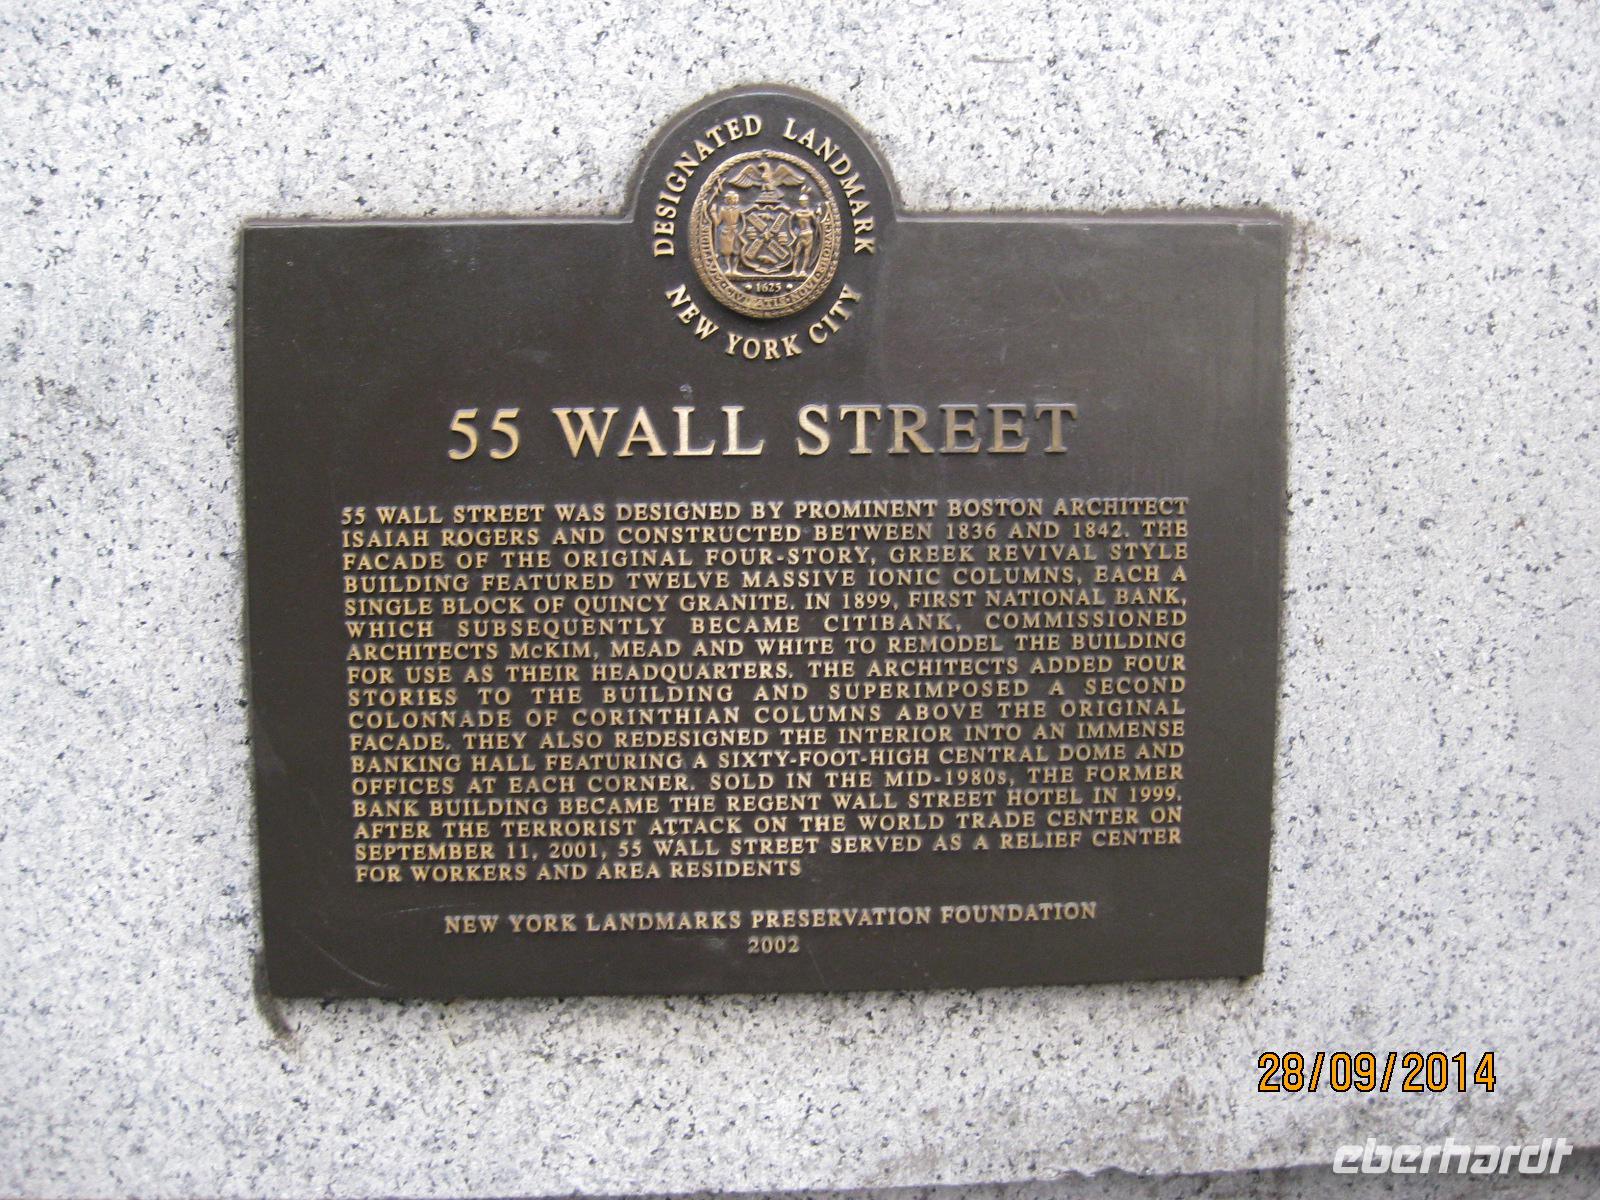 DESIGNATED LANDMARK
NEW YORK CITY
SIGILLUM CIVITATIS NOVI EBORACI
1625
55 WALL STREET
55 WALL STREET WAS DESIGNED BY PROMINENT BOSTON ARCHITECT
ISAIAH ROGERS AND CONSTRUCTED BETWEEN 1836 AND 1842. THE
FACADE OF THE ORIGINAL FOUR-STORY, GREEK REVIVAL STYLE
BUILDING FEATURED TWELVE MASSIVE IONIC COLUMNS, EACH A
SINGLE BLOCK OF QUINCY GRANITE. IN 1899, FIRST NATIONAL BANK,
WHICH SUBSEQUENTLY BECAME CITIBANK, COMMISSIONED
ARCHITECTS McKIM, MEAD AND WHITE TO REMODEL THE BUILDING
FOR USE AS THEIR HEADQUARTERS. THE ARCHITECTS ADDED FOUR
STORIES TO THE BUILDING AND SUPERIMPOSED A SECOND
COLONNADE OF CORINTHIAN COLUMNS ABOVE THE ORIGINAL
FACADE. THEY ALSO REDESIGNED THE INTERIOR INTO AN IMMENSE
BANKING HALL FEATURING A SIXTY-FOOT-HIGH CENTRAL DOME AND
OFFICES AT EACH CORNER. SOLD IN THE MID-1980s, THE FORMER
BANK BUILDING BECAME THE REGENT WALL STREET HOTEL IN 1999.
AFTER THE TERRORIST ATTACK ON THE WORLD TRADE CENTER ON
SEPTEMBER 11, 2001, 55 WALL STREET SERVED AS A RELIEF CENTER
FOR WORKERS AND AREA RESIDENTS
NEW YORK LANDMARKS PRESERVATION FOUNDATION
2002
28/09/2014
eberhardt